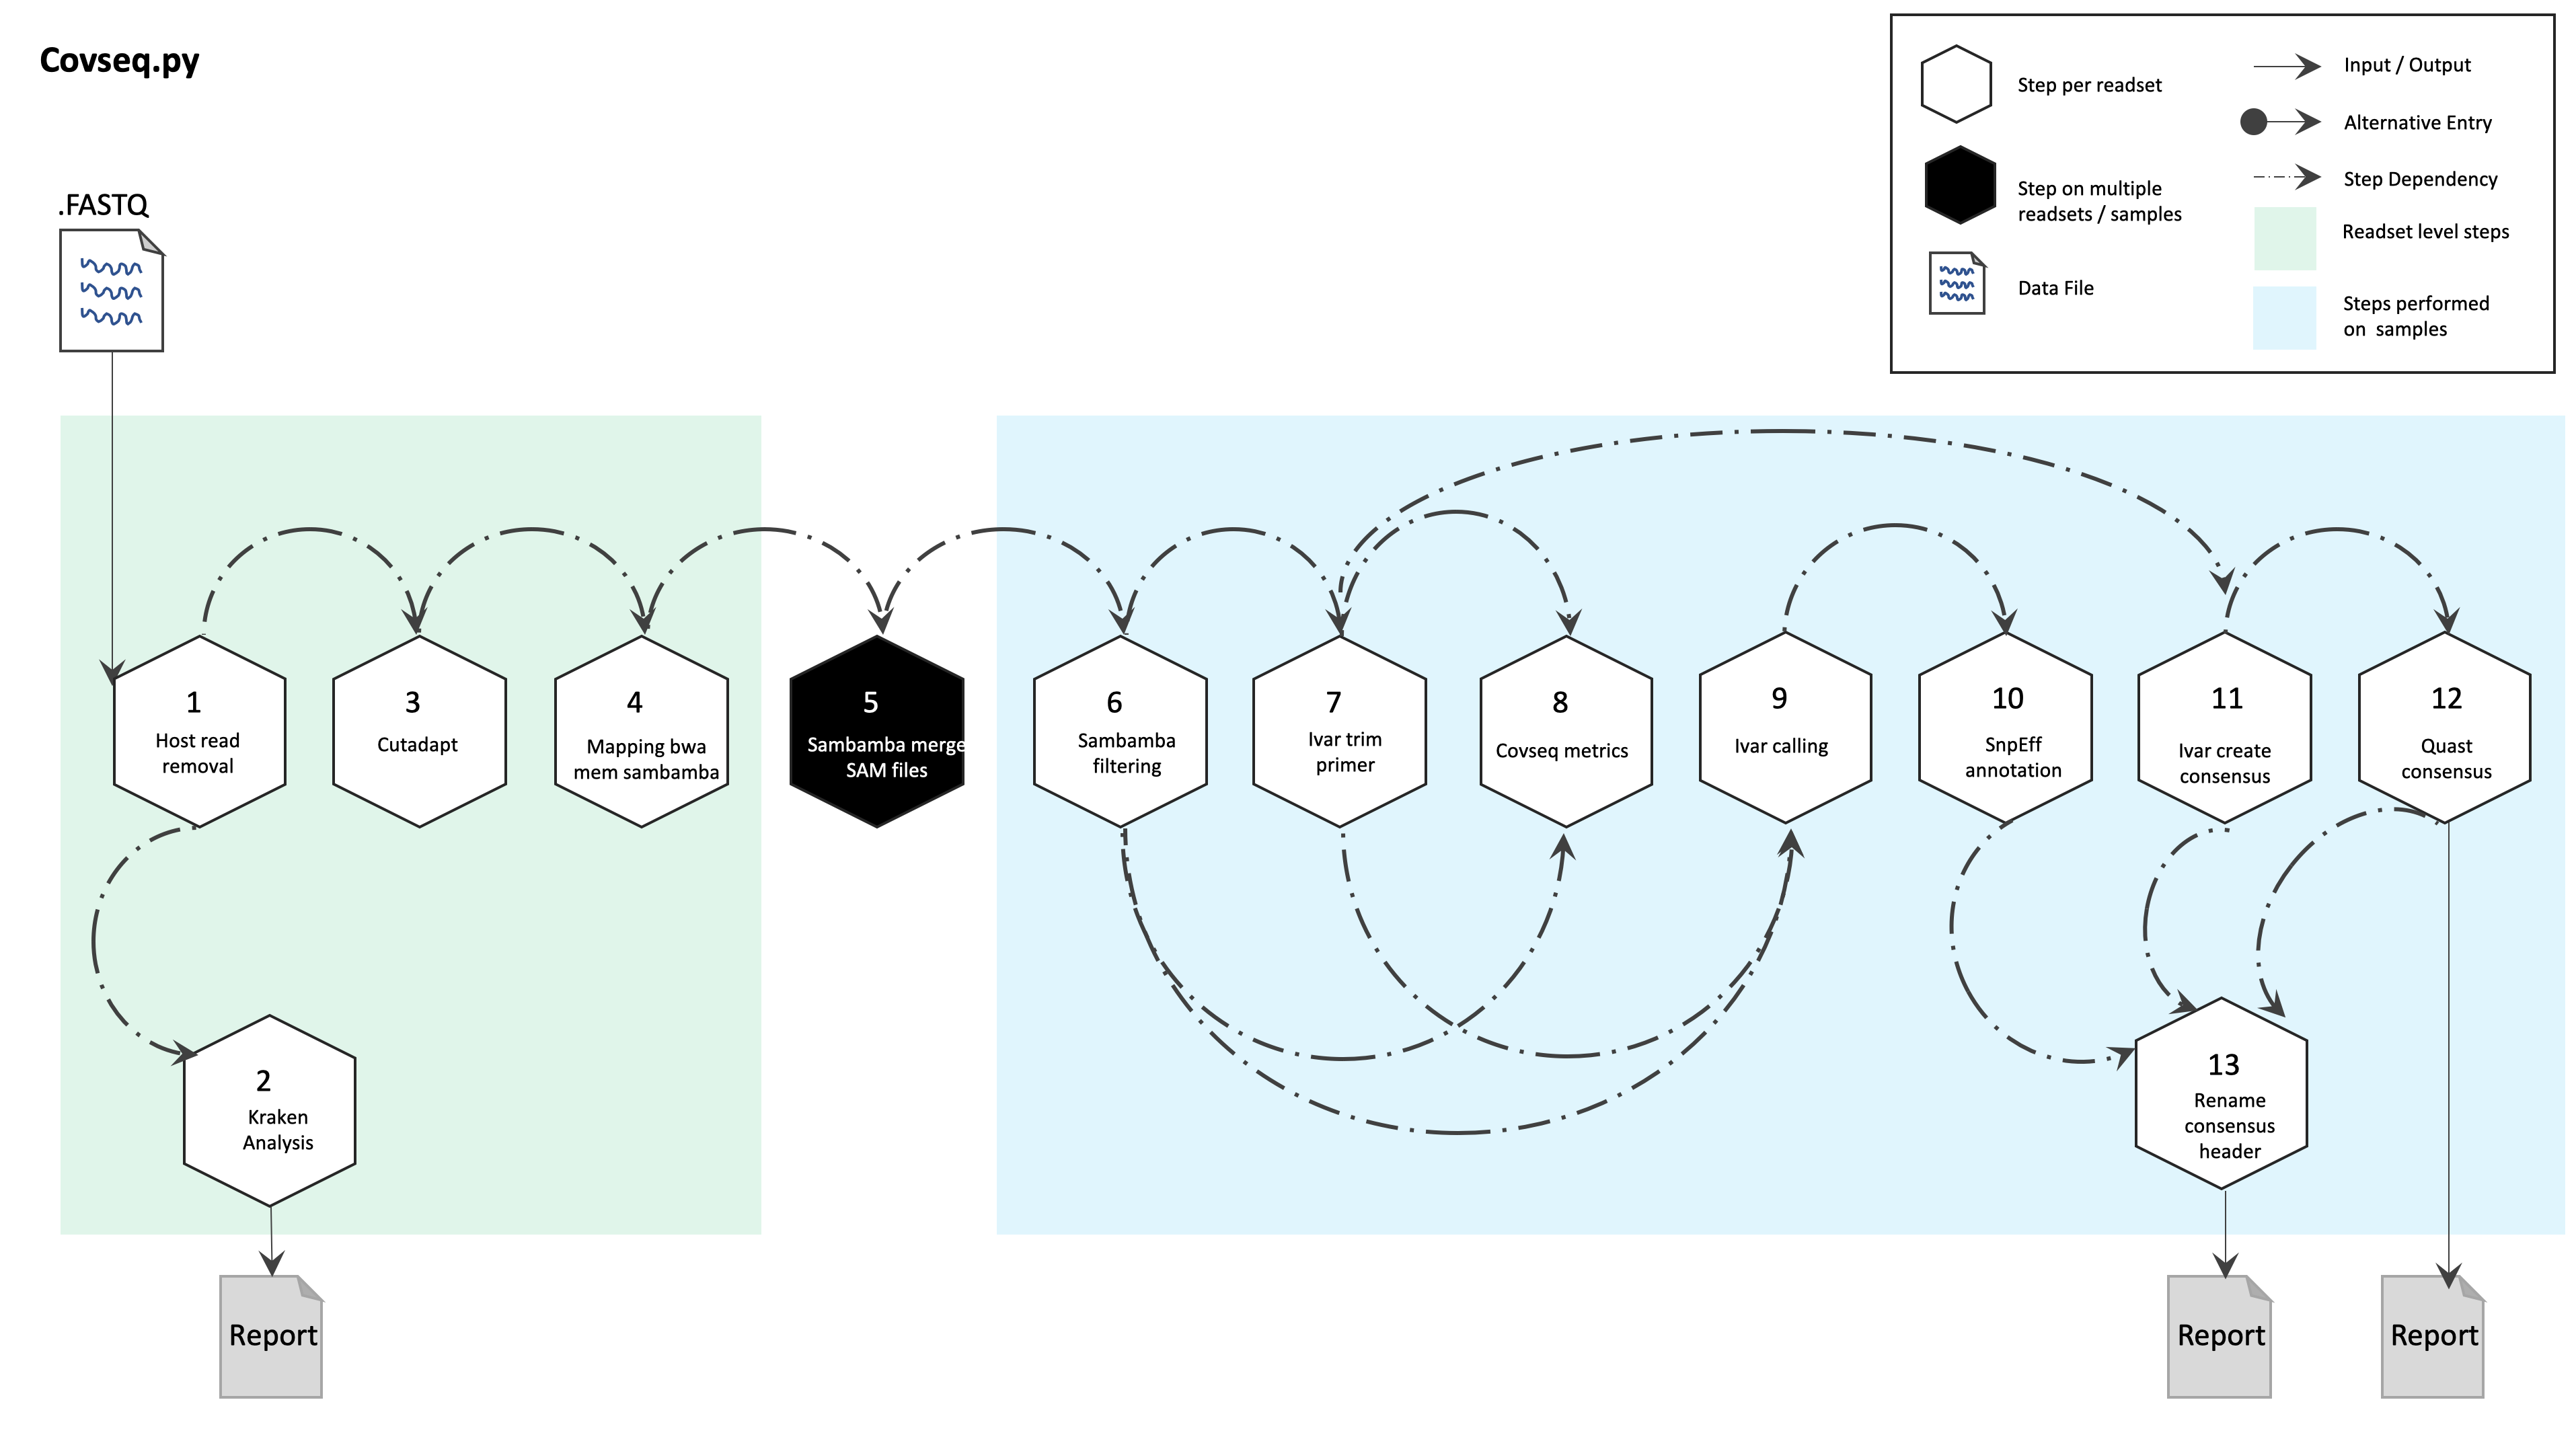 Covseq.py
Step per readset
Step on multiple
readsets / samples
Data File
Input / Output
Alternative Entry
Step Dependency
Readset level steps
Steps performed
on samples
.FASTQ
1
Host read
removal
3
Cutadapt
4
Mapping bwa
mem sambamba
5
Sambamba merge
SAM files
6
Sambamba
filtering
7
Ivar trim
primer
8
Covseq metrics
9
Ivar calling
10
SnpEff
annotation
11
Ivar create
consensus
12
Quast
consensus
2
Kraken
Analysis
13
Rename
consensus
header
Report
Report
Report